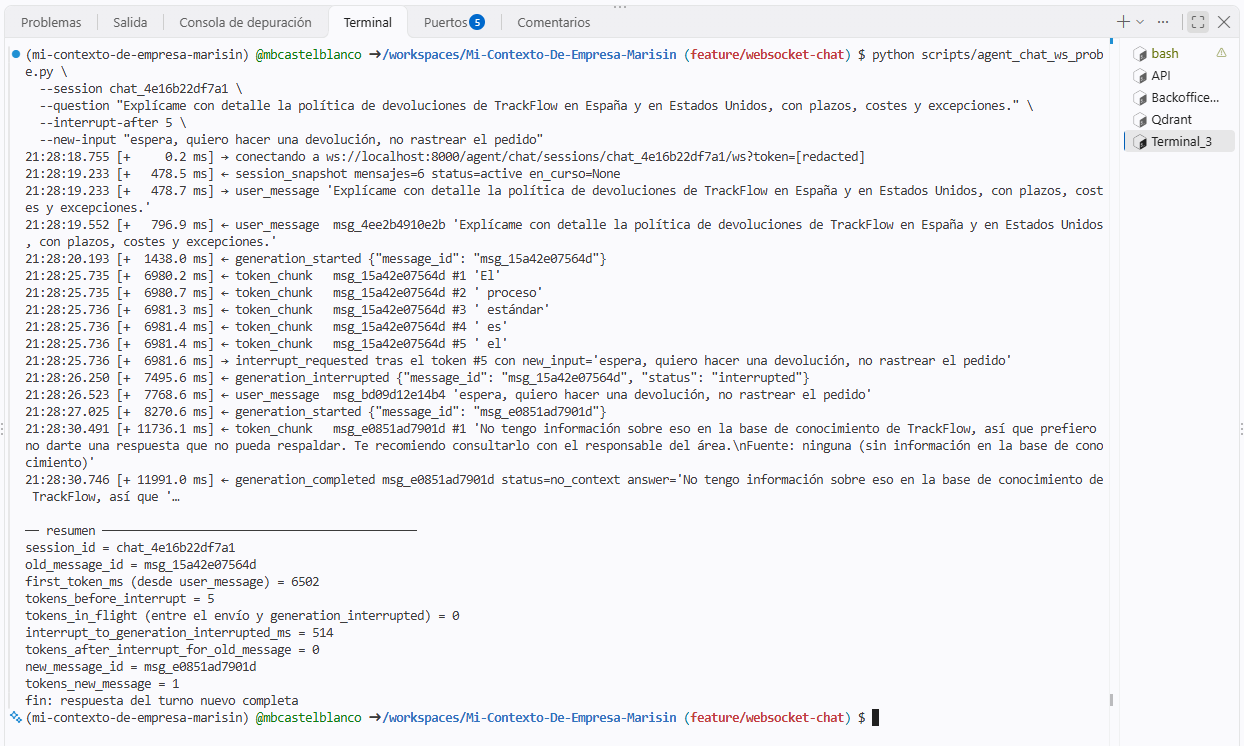 Problemas Salida Consola de depuración Terminal Puertos 5 Comentarios
(mi-contexto-de-empresa-marisin) @mbcastelblanco →/workspaces/Mi-Contexto-De-Empresa-Marisin (feature/websocket-chat) $ python scripts/agent_chat_ws_prob
e.py \
--session chat_4e16b22df7a1 \
--question "Explícame con detalle la política de devoluciones de TrackFlow en España y en Estados Unidos, con plazos, costes y excepciones." \
--interrupt-after 5 \
--new-input "espera, quiero hacer una devolución, no rastrear el pedido"
21:28:18.755 [+ 0.2 ms] → conectando a ws://localhost:8000/agent/chat/sessions/chat_4e16b22df7a1/ws?token=[redacted]
21:28:19.233 [+ 478.5 ms] ← session_snapshot mensajes=6 status=active en_curso=None
21:28:19.233 [+ 478.7 ms] → user_message 'Explícame con detalle la política de devoluciones de TrackFlow en España y en Estados Unidos, con plazos, cost
es y excepciones.'
21:28:19.552 [+ 796.9 ms] ← user_message msg_4ee2b4910e2b 'Explícame con detalle la política de devoluciones de TrackFlow en España y en Estados Unidos
, con plazos, costes y excepciones.'
21:28:20.193 [+ 1438.0 ms] ← generation_started {"message_id": "msg_15a42e07564d"}
21:28:25.735 [+ 6980.2 ms] ← token_chunk msg_15a42e07564d #1 'El'
21:28:25.735 [+ 6980.7 ms] ← token_chunk msg_15a42e07564d #2 ' proceso'
21:28:25.735 [+ 6981.3 ms] ← token_chunk msg_15a42e07564d #3 ' estándar'
21:28:25.736 [+ 6981.4 ms] ← token_chunk msg_15a42e07564d #4 ' es'
21:28:25.736 [+ 6981.4 ms] ← token_chunk msg_15a42e07564d #5 ' el'
21:28:25.736 [+ 6981.6 ms] → interrupt_requested tras el token #5 con new_input='espera, quiero hacer una devolución, no rastrear el pedido'
21:28:26.250 [+ 7495.6 ms] ← generation_interrupted {"message_id": "msg_15a42e07564d", "status": "interrupted"}
21:28:26.523 [+ 7768.6 ms] ← user_message msg_bd09d12e14b4 'espera, quiero hacer una devolución, no rastrear el pedido'
21:28:27.025 [+ 8270.6 ms] ← generation_started {"message_id": "msg_e0851ad7901d"}
21:28:30.491 [+ 11736.1 ms] ← token_chunk msg_e0851ad7901d #1 'No tengo información sobre eso en la base de conocimiento de TrackFlow, así que prefiero
no darte una respuesta que no pueda respaldar. Te recomiendo consultarlo con el responsable del área.\nFuente: ninguna (sin información en la base de cono
cimiento)'
21:28:30.746 [+ 11991.0 ms] ← generation_completed msg_e0851ad7901d status=no_context answer='No tengo información sobre eso en la base de conocimiento de
TrackFlow, así que '…
── resumen ──────────────────────────────
session_id = chat_4e16b22df7a1
old_message_id = msg_15a42e07564d
first_token_ms (desde user_message) = 6502
tokens_before_interrupt = 5
tokens_in_flight (entre el envío y generation_interrupted) = 0
interrupt_to_generation_interrupted_ms = 514
tokens_after_interrupt_for_old_message = 0
new_message_id = msg_e0851ad7901d
tokens_new_message = 1
fin: respuesta del turno nuevo completa
(mi-contexto-de-empresa-marisin) @mbcastelblanco →/workspaces/Mi-Contexto-De-Empresa-Marisin (feature/websocket-chat) $
bash
API
Backoffice...
Qdrant
Terminal_3